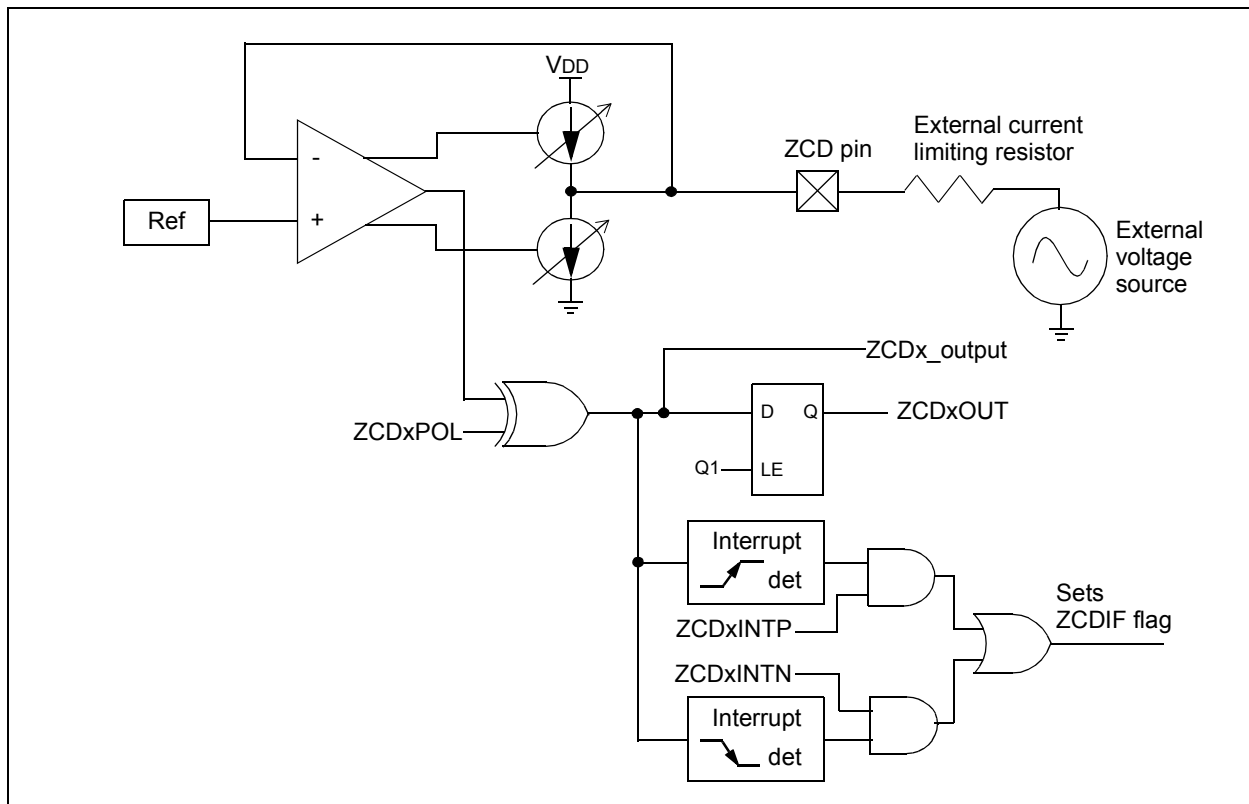 VDD
External current
limiting resistor
ZCD pin
-
+
Ref
External
voltage
source
ZCDx_output
D Q
ZCDxOUT
ZCDxPOL
Q1
LE
Interrupt
det
Sets
ZCDIF flag
ZCDxINTP
ZCDxINTN
Interrupt
det